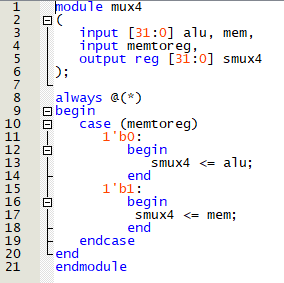 1 module mux4
2 (
3 input [31:0] alu, mem,
4 input memtoreg,
5 output reg [31:0] smux4
6 );
7
8 always @(*)
9 begin
10 case (memtoreg)
11 1'b0:
12 begin
13 smux4 <= alu;
14 end
15 1'b1:
16 begin
17 smux4 <= mem;
18 end
19 endcase
20 end
21 endmodule